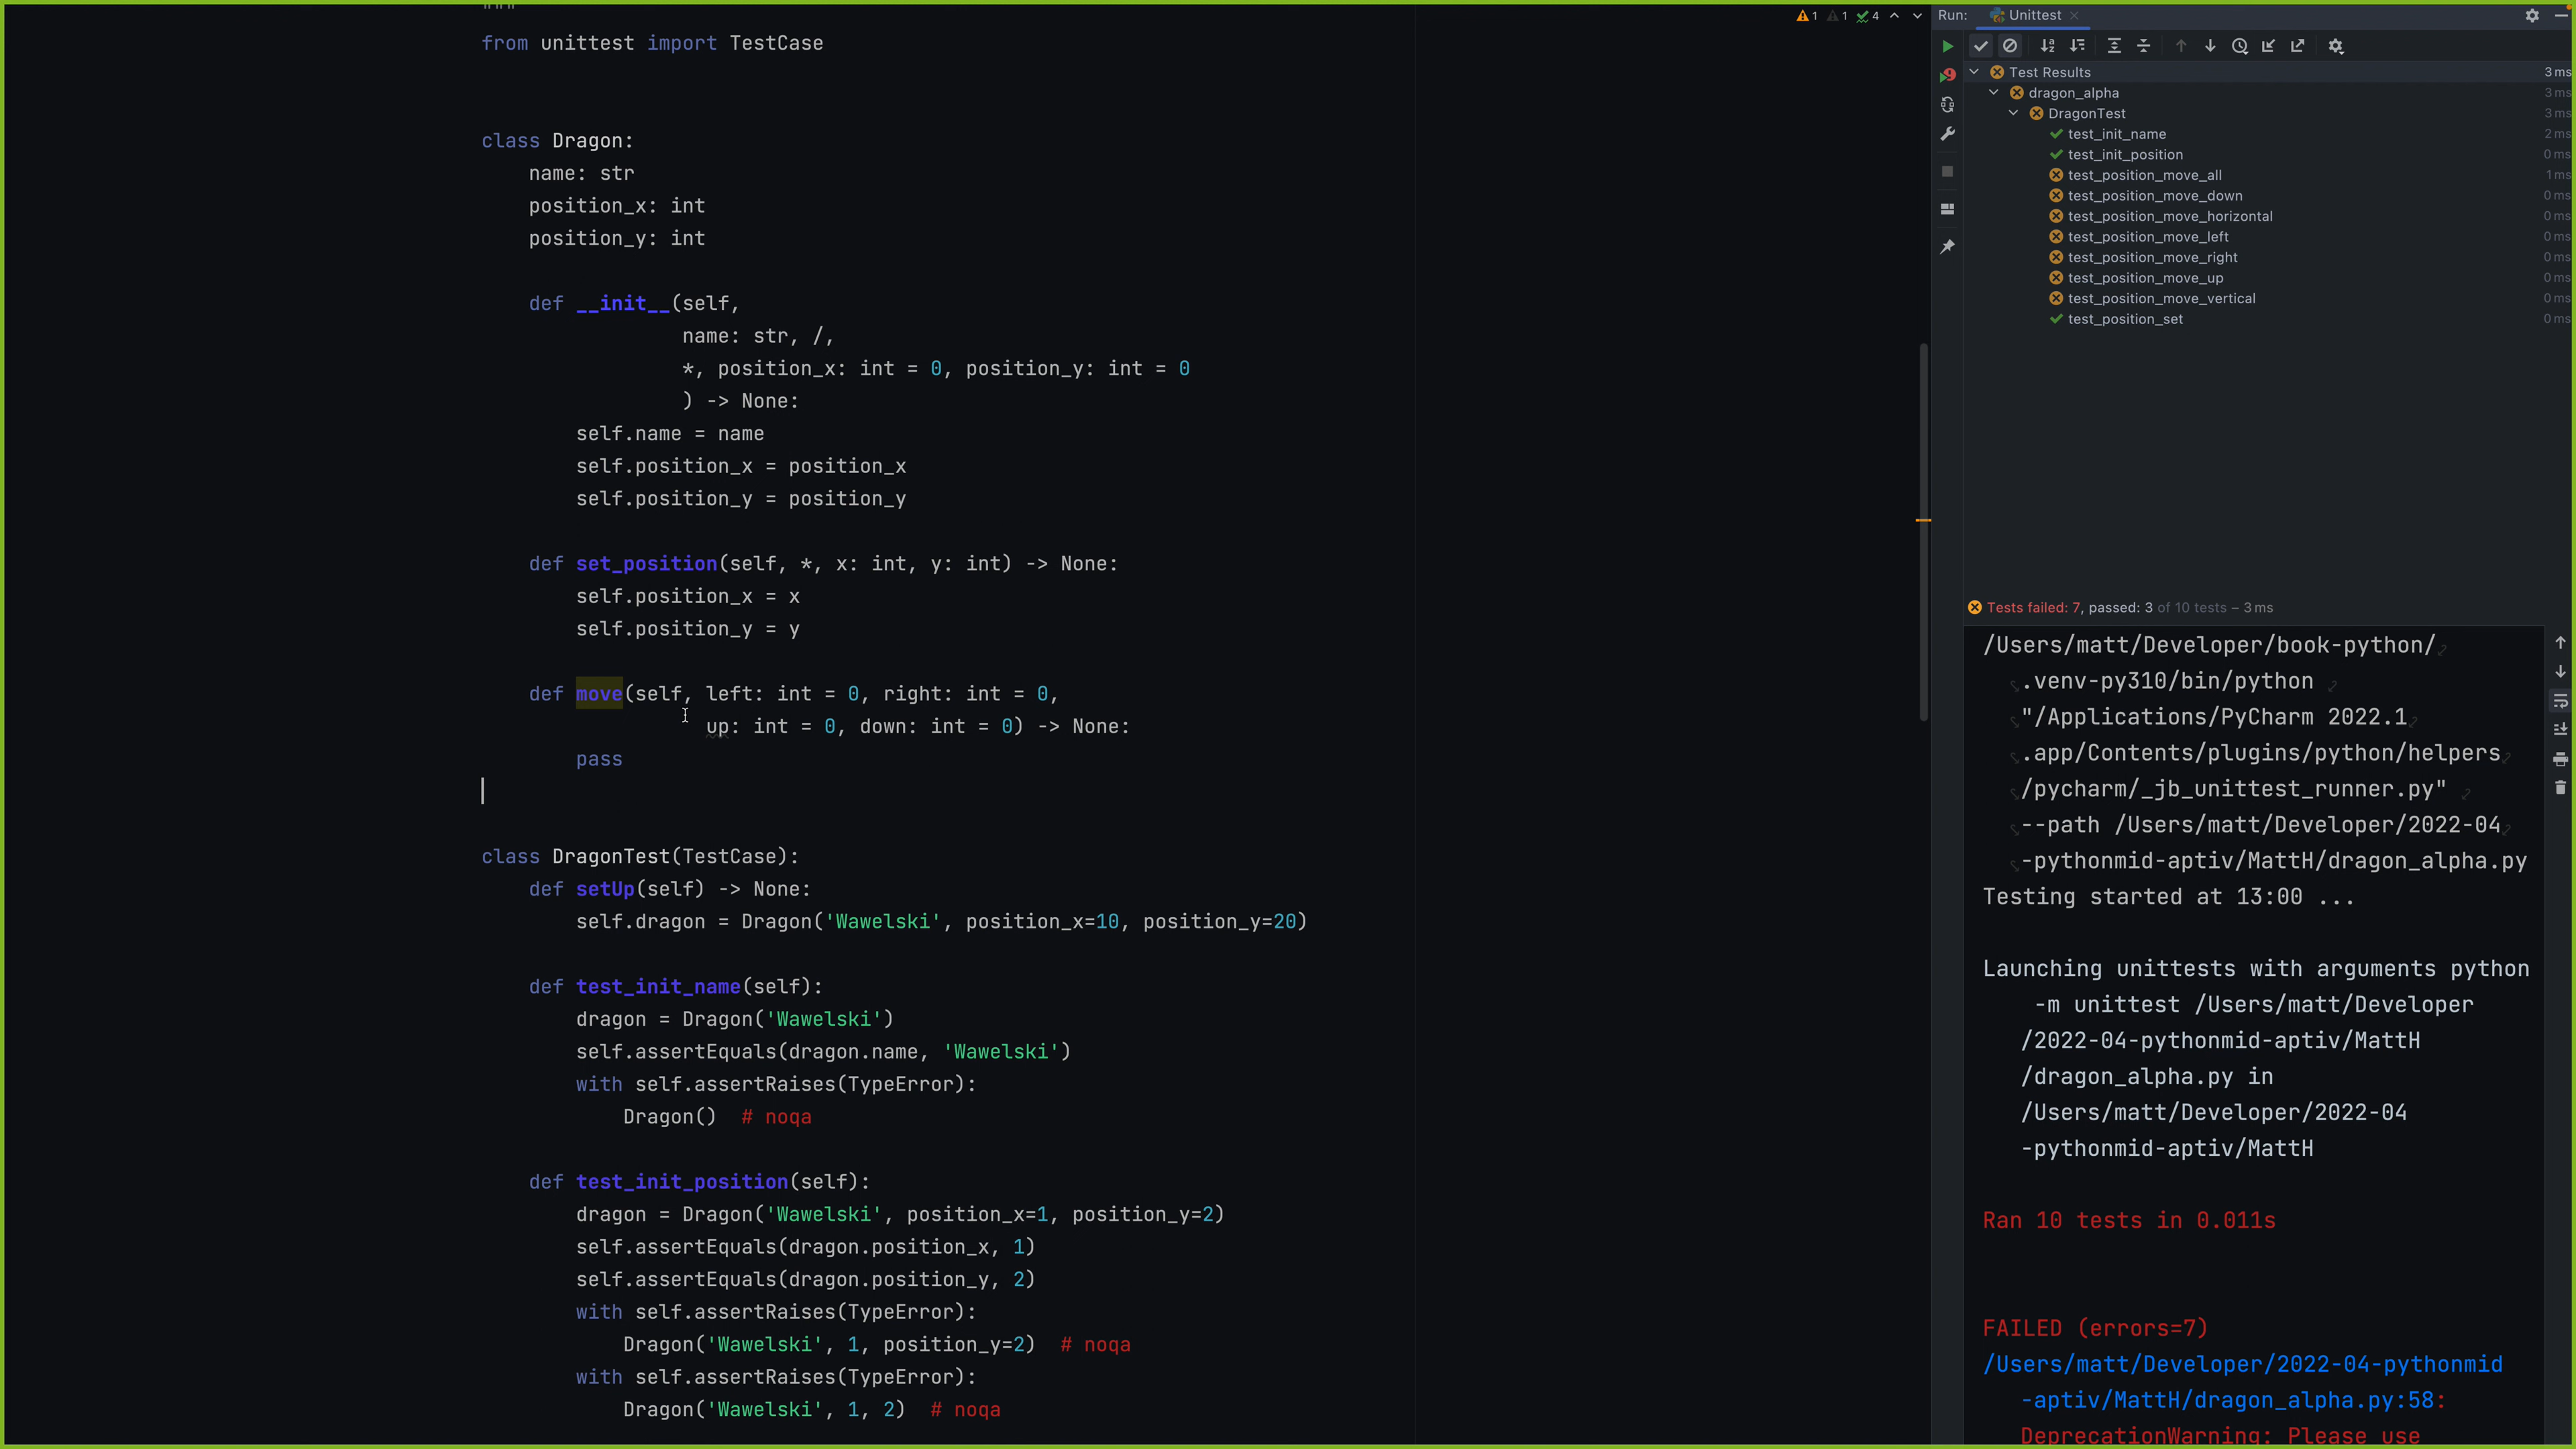 """
from unittest import TestCase
class Dragon:
    name: str
    position_x: int
    position_y: int
    def __init__(self,
                 name: str, /,
                 *, position_x: int = 0, position_y: int = 0
                 ) -> None:
        self.name = name
        self.position_x = position_x
        self.position_y = position_y
    def set_position(self, *, x: int, y: int) -> None:
        self.position_x = x
        self.position_y = y
    def move(self, left: int = 0, right: int = 0,
                   up: int = 0, down: int = 0) -> None:
        pass
class DragonTest(TestCase):
    def setUp(self) -> None:
        self.dragon = Dragon('Wawelski', position_x=10, position_y=20)
    def test_init_name(self):
        dragon = Dragon('Wawelski')
        self.assertEquals(dragon.name, 'Wawelski')
        with self.assertRaises(TypeError):
            Dragon()  # noqa
    def test_init_position(self):
        dragon = Dragon('Wawelski', position_x=1, position_y=2)
        self.assertEquals(dragon.position_x, 1)
        self.assertEquals(dragon.position_y, 2)
        with self.assertRaises(TypeError):
            Dragon('Wawelski', 1, position_y=2)  # noqa
        with self.assertRaises(TypeError):
            Dragon('Wawelski', 1, 2)  # noqa
1 1 4
Run: Unittest
Test Results 3 ms
dragon_alpha 3 ms
DragonTest 3 ms
test_init_name 2 ms
test_init_position 0 ms
test_position_move_all 1 ms
test_position_move_down 0 ms
test_position_move_horizontal 0 ms
test_position_move_left 0 ms
test_position_move_right 0 ms
test_position_move_up 0 ms
test_position_move_vertical 0 ms
test_position_set 0 ms
Tests failed: 7, passed: 3 of 10 tests – 3 ms
/Users/matt/Developer/book-python/
.venv-py310/bin/python
"/Applications/PyCharm 2022.1
.app/Contents/plugins/python/helpers
/pycharm/_jb_unittest_runner.py"
--path /Users/matt/Developer/2022-04
-pythonmid-aptiv/MattH/dragon_alpha.py
Testing started at 13:00 ...
Launching unittests with arguments python
-m unittest /Users/matt/Developer
/2022-04-pythonmid-aptiv/MattH
/dragon_alpha.py in
/Users/matt/Developer/2022-04
-pythonmid-aptiv/MattH
Ran 10 tests in 0.011s
FAILED (errors=7)
/Users/matt/Developer/2022-04-pythonmid
-aptiv/MattH/dragon_alpha.py:58:
DeprecationWarning: Please use